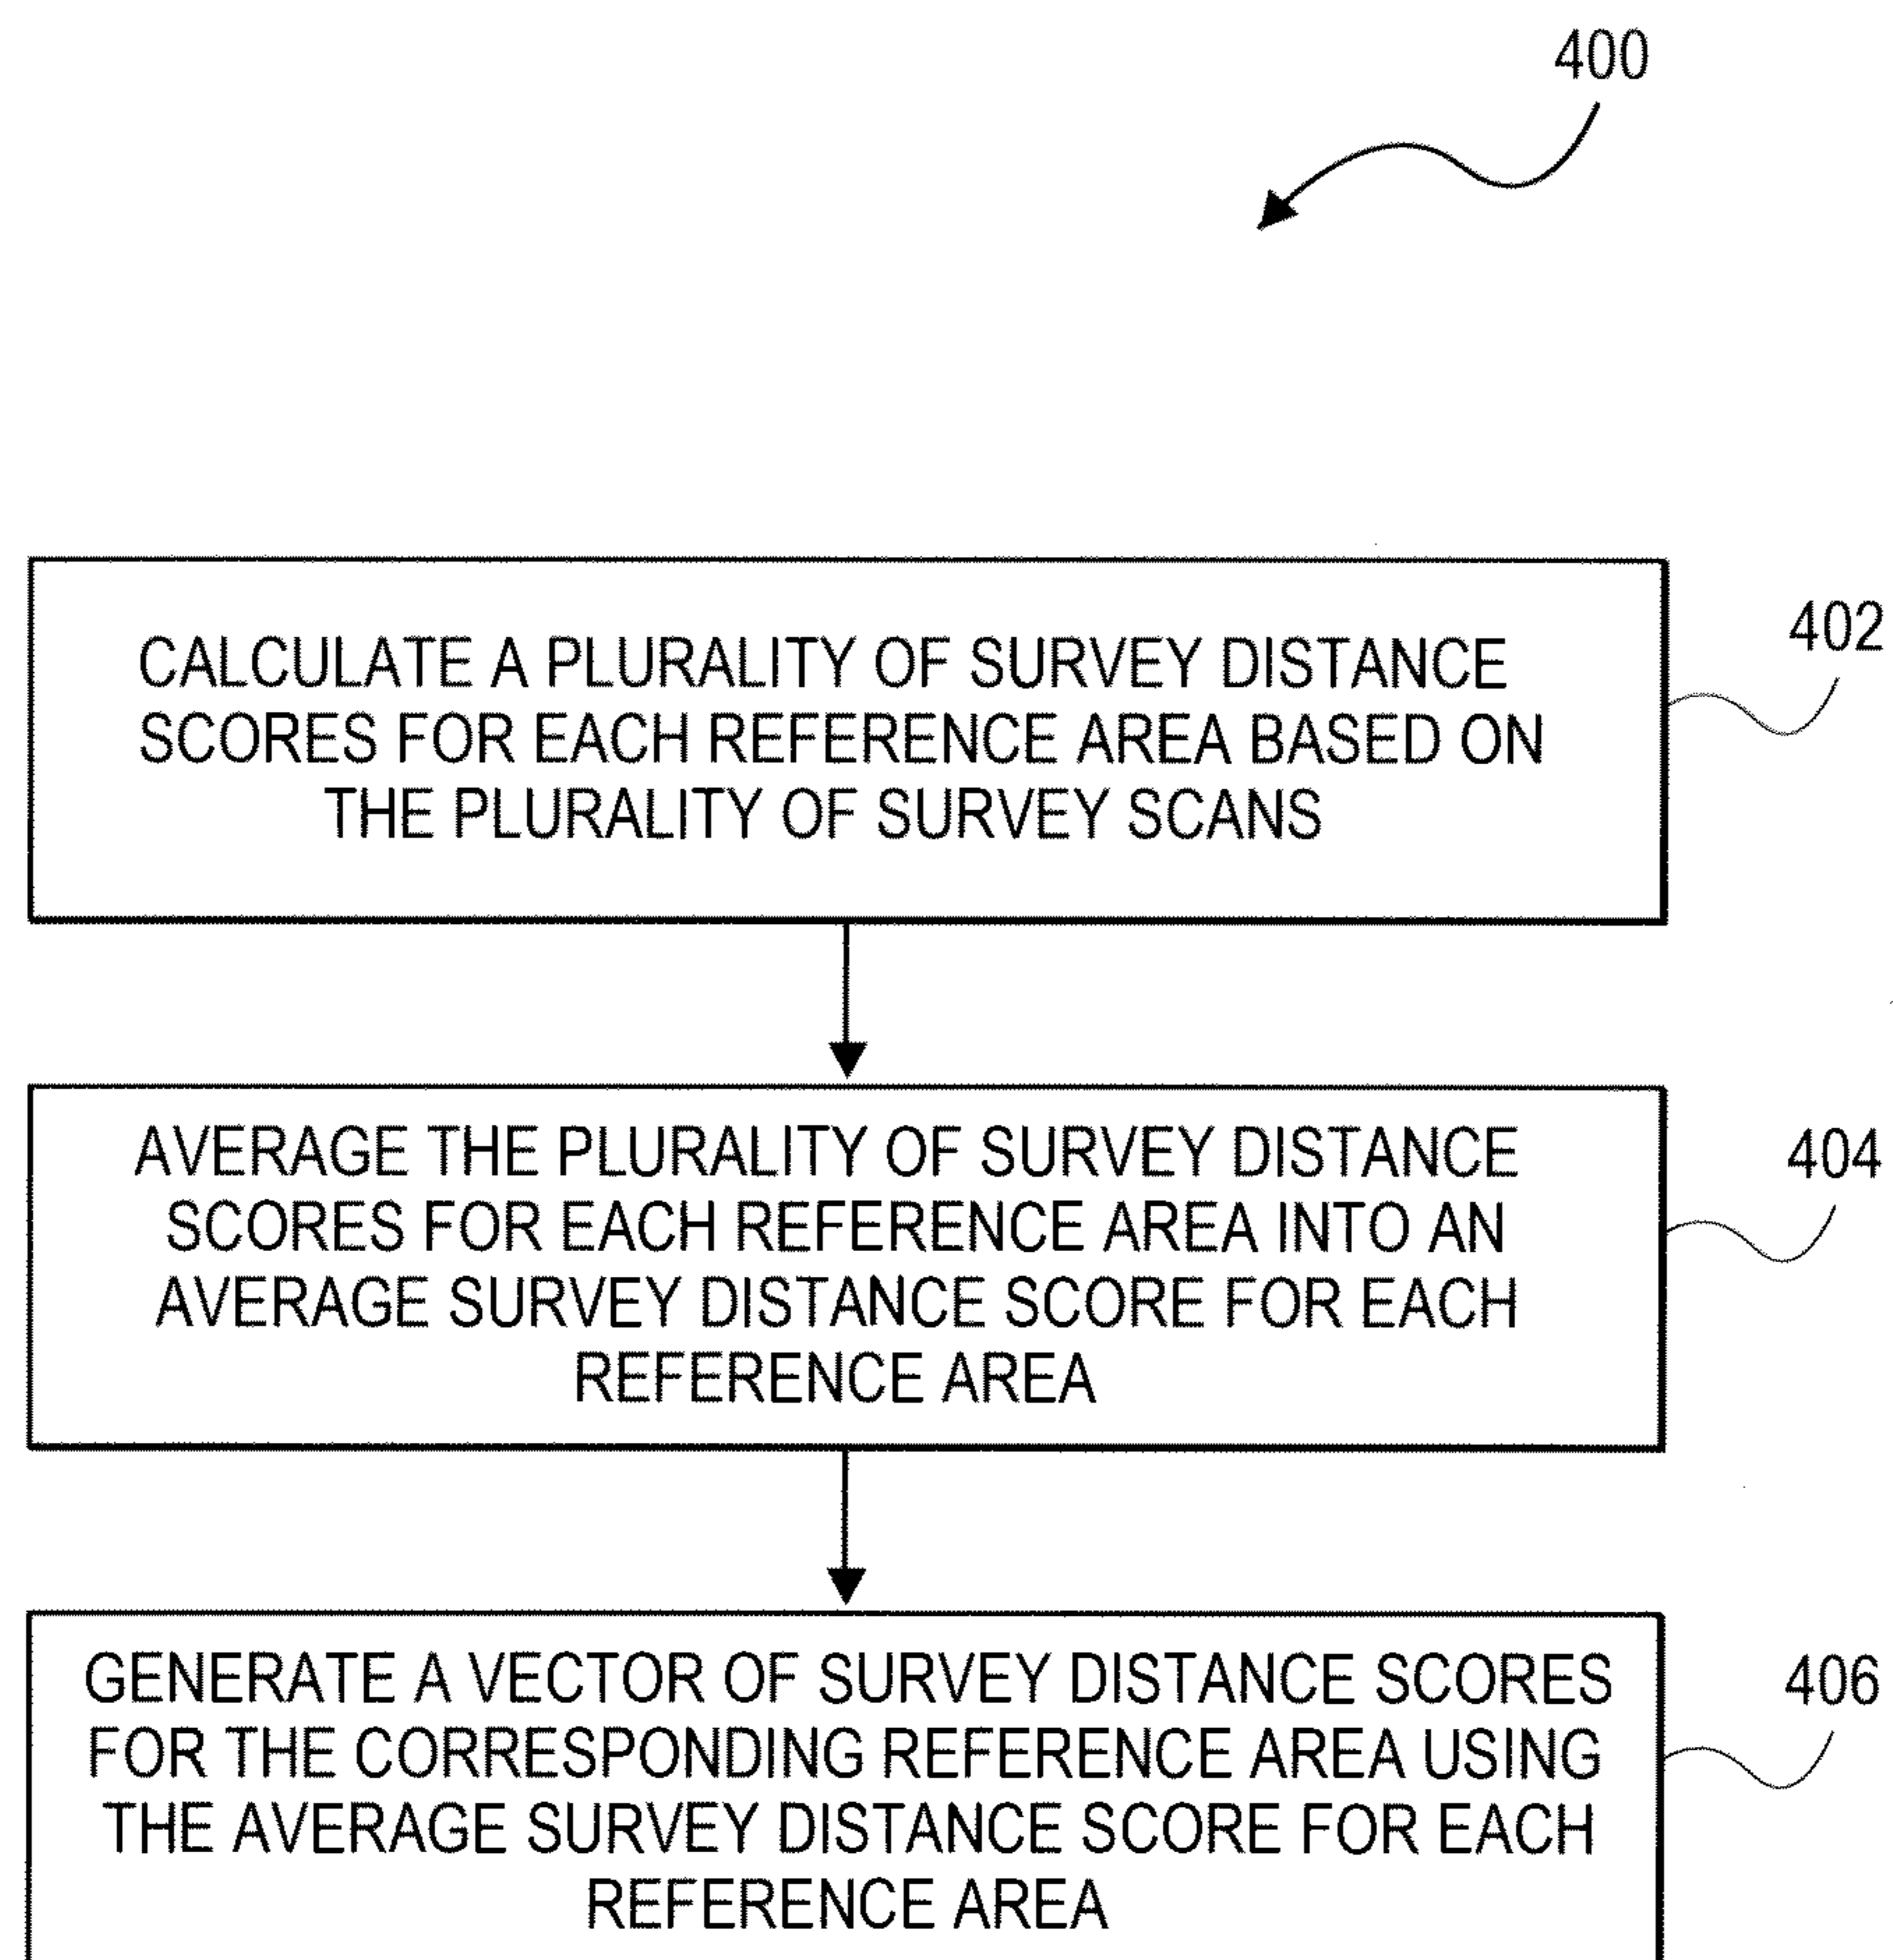 400
CALCULATE A PLURALITY OF SURVEY DISTANCE
SCORES FOR EACH REFERENCE AREA BASED ON
THE PLURALITY OF SURVEY SCANS
402
AVERAGE THE PLURALITY OF SURVEY DISTANCE
SCORES FOR EACH REFERENCE AREA INTO AN
AVERAGE SURVEY DISTANCE SCORE FOR EACH
REFERENCE AREA
404
GENERATE A VECTOR OF SURVEY DISTANCE SCORES
FOR THE CORRESPONDING REFERENCE AREA USING
THE AVERAGE SURVEY DISTANCE SCORE FOR EACH
REFERENCE AREA
406